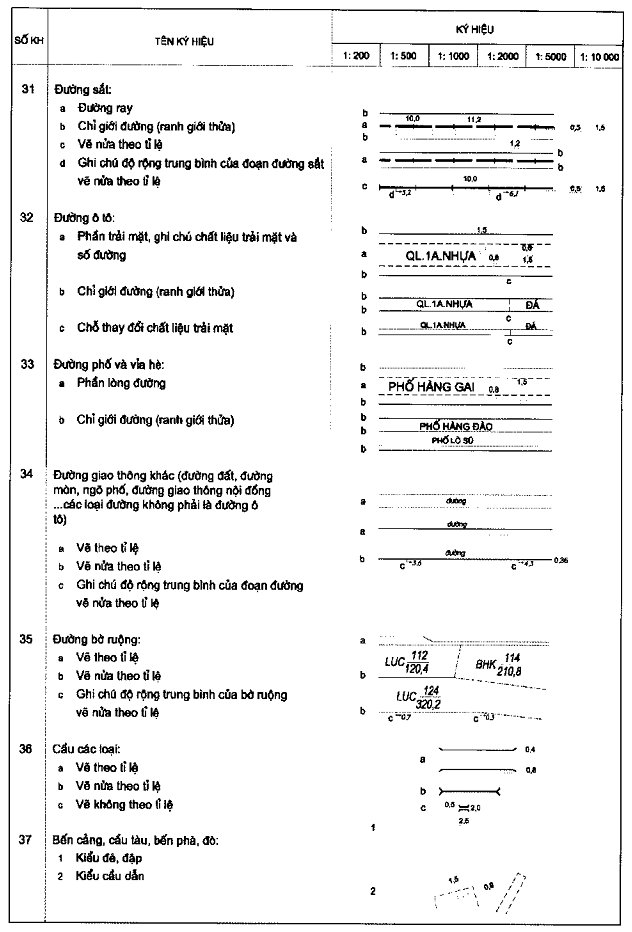 SỐ KH
TÊN KÝ HIỆU
KÝ HIỆU
1: 200
1: 500
1: 1000
1: 2000
1: 5000
1: 10 000
31 Đường sắt:
a Đường ray
b Chỉ giới đường (ranh giới thửa)
c Vẽ nửa theo tỉ lệ
d Ghi chú độ rộng trung bình của đoạn đường sắt
vẽ nửa theo tỉ lệ
b
a 10,0 11,2 0,5 1,5
b
1,2
b
a
b
c 10,0 0,5 1,5
d 5,2 d
32 Đường ô tô:
a Phần trải mặt, ghi chú chất liệu trải mặt và
số đường
b Chỉ giới đường (ranh giới thửa)
c Chỗ thay đổi chất liệu trải mặt
b 1,5
a QL.1A.NHỰA 0,8 1,5
b
c
b QL.1A.NHỰA ĐÁ
b
c
QL.1A.NHỰA ĐÁ
b
c
33 Đường phố và vỉa hè:
a Phần lòng đường
b Chỉ giới đường (ranh giới thửa)
b
a PHỐ HÀNG GAI 0,8 1,5
b
b
PHỐ HÀNG ĐÀO
b
PHỐ LÒ SŨ
b
34 Đường giao thông khác (đường đất, đường
mòn, ngõ phố, đường giao thông nội đồng
...các loại đường không phải là đường ô
tô)
a Vẽ theo tỉ lệ
b Vẽ nửa theo tỉ lệ
c Ghi chú độ rộng trung bình của đoạn đường
vẽ nửa theo tỉ lệ
a đường
a đường
b đường
c c
35 Đường bờ ruộng:
a Vẽ theo tỉ lệ
b Vẽ nửa theo tỉ lệ
c Ghi chú độ rộng trung bình của bờ ruộng
vẽ nửa theo tỉ lệ
a
LUC 112 BHK 114
120,4 210,8
b
LUC 124
320,2
b
c 0,7 c 0,3
36 Cầu các loại:
a Vẽ theo tỉ lệ
b Vẽ nửa theo tỉ lệ
c Vẽ không theo tỉ lệ
a 0,4
0,8
b
c 0,5 2,0
2,5
37 Bến cảng, cầu tàu, bến phà, đò:
1 Kiểu đê, đập
2 Kiểu cầu dẫn
1
2 1,5 0,8